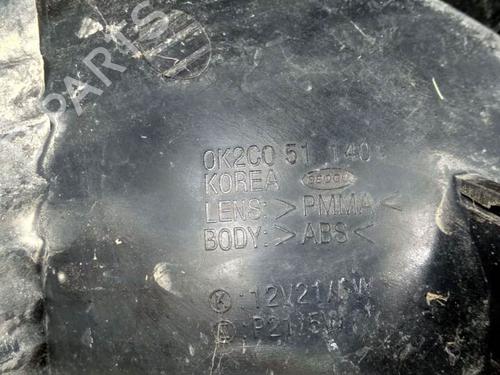 PARTS
0K2C0 51 140
KOREA
LENS: >PMMA<
BODY: >ABS<
Ⓚ:12V21/5W
:P21/5W